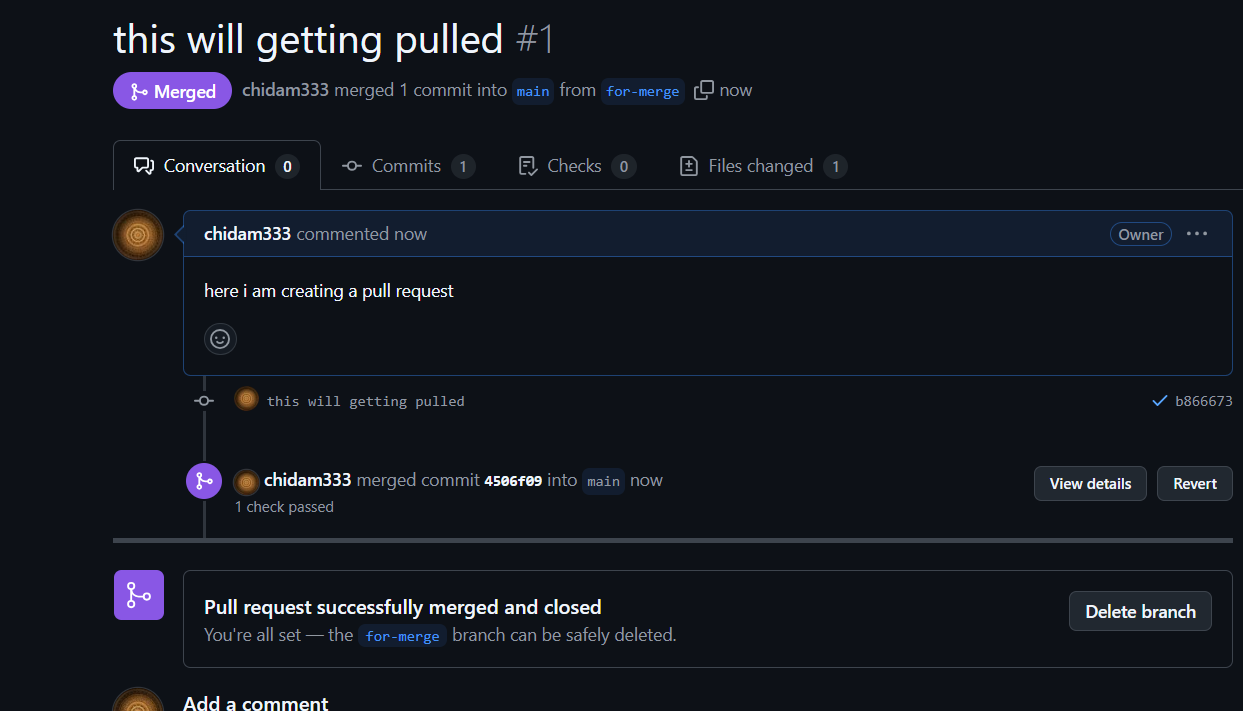 this will getting pulled #1
Merged chidam333 merged 1 commit into main from for-merge now
Conversation 0 Commits 1 Checks 0 Files changed 1
chidam333 commented now Owner
here i am creating a pull request
this will getting pulled b866673
chidam333 merged commit 4506f09 into main now View details Revert
1 check passed
Pull request successfully merged and closed
You're all set — the for-merge branch can be safely deleted. Delete branch
Add a comment